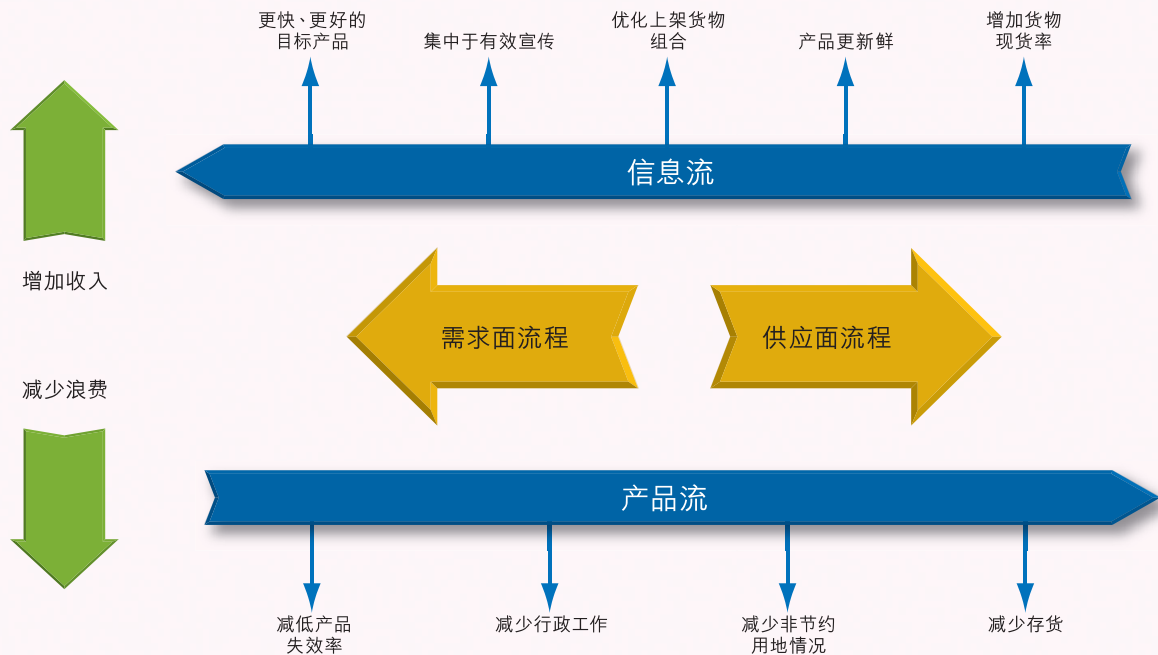 更快、更好的
目标产品
集中于有效宣传
优化上架货物
组合
产品更新鲜
增加货物
现货率
信息流
增加收入
需求面流程
供应面流程
减少浪费
产品流
减低产品
失效率
减少行政工作
减少非节约
用地情况
减少存货